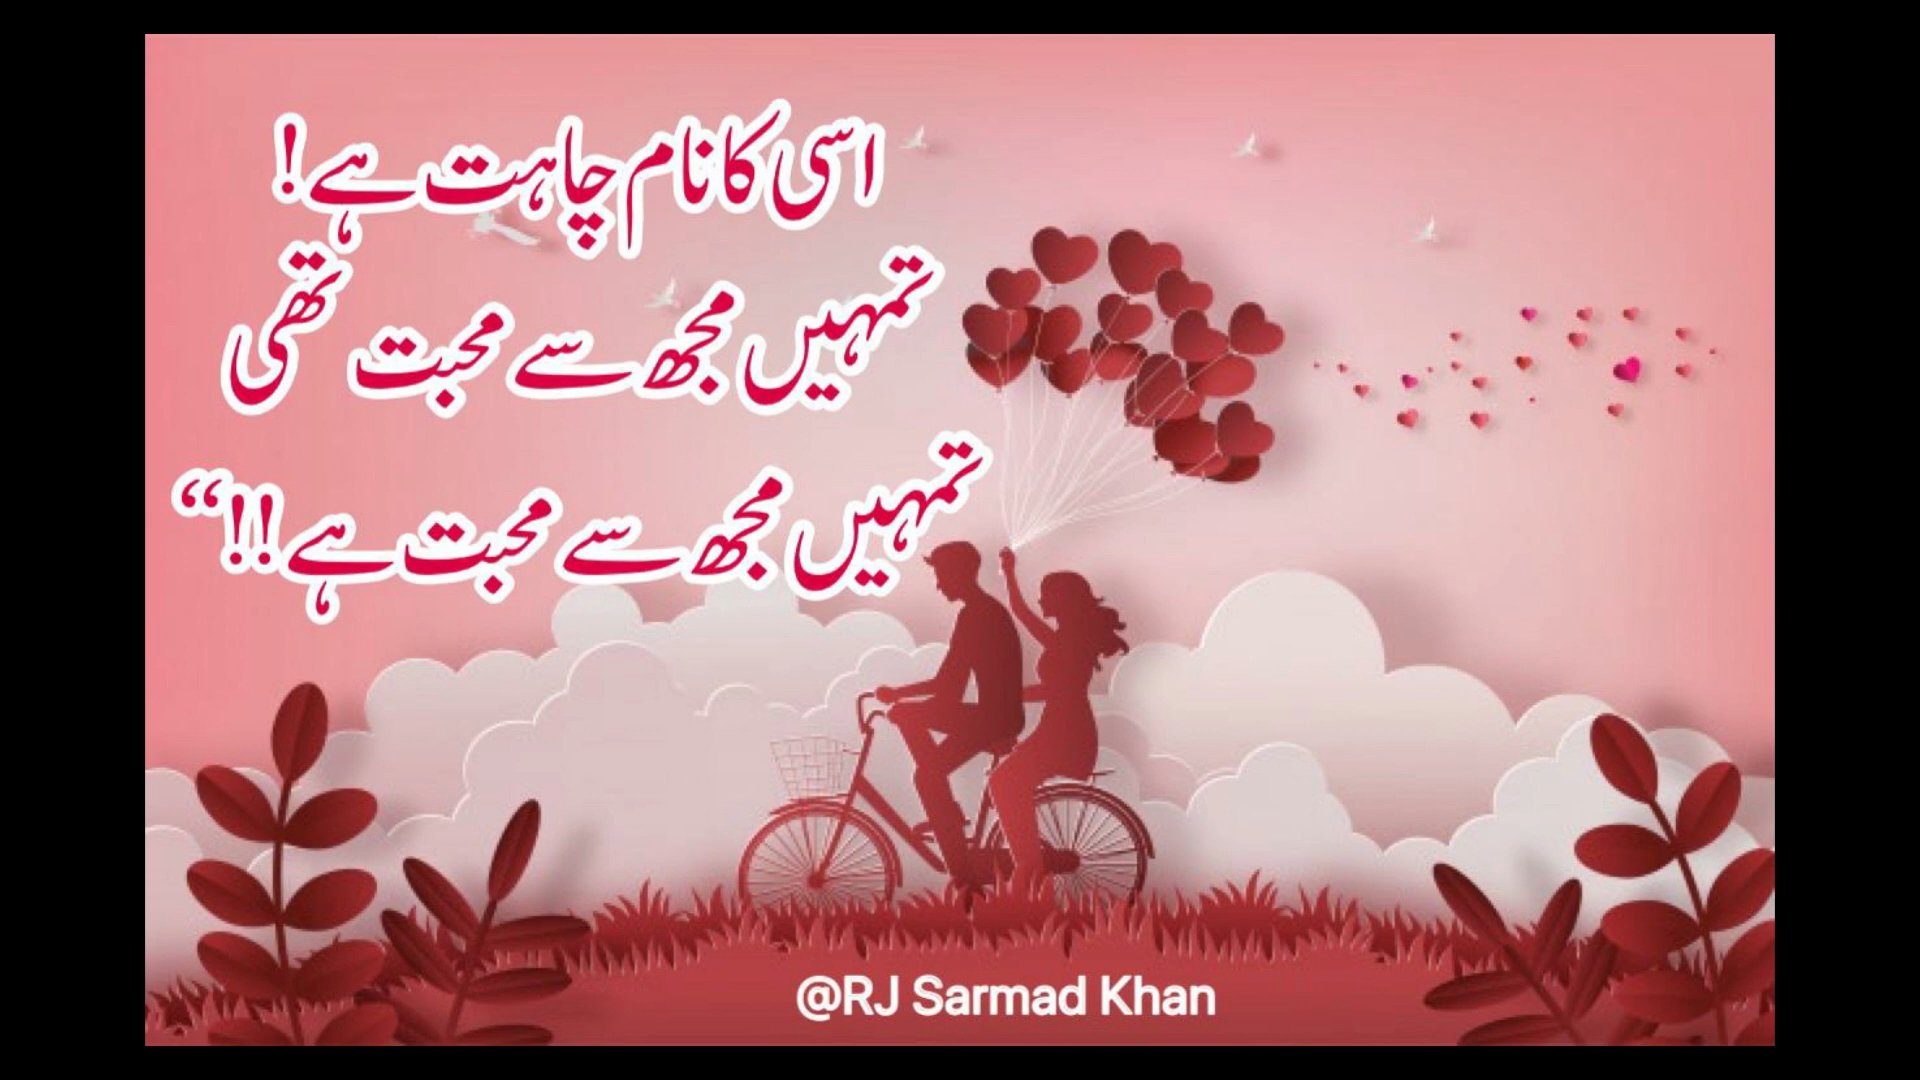 اسی کا نام چاہت ہے!
تمہیں مجھ سے محبت تھی
تمہیں مجھ سے محبت ہے!!“
@RJ Sarmad Khan